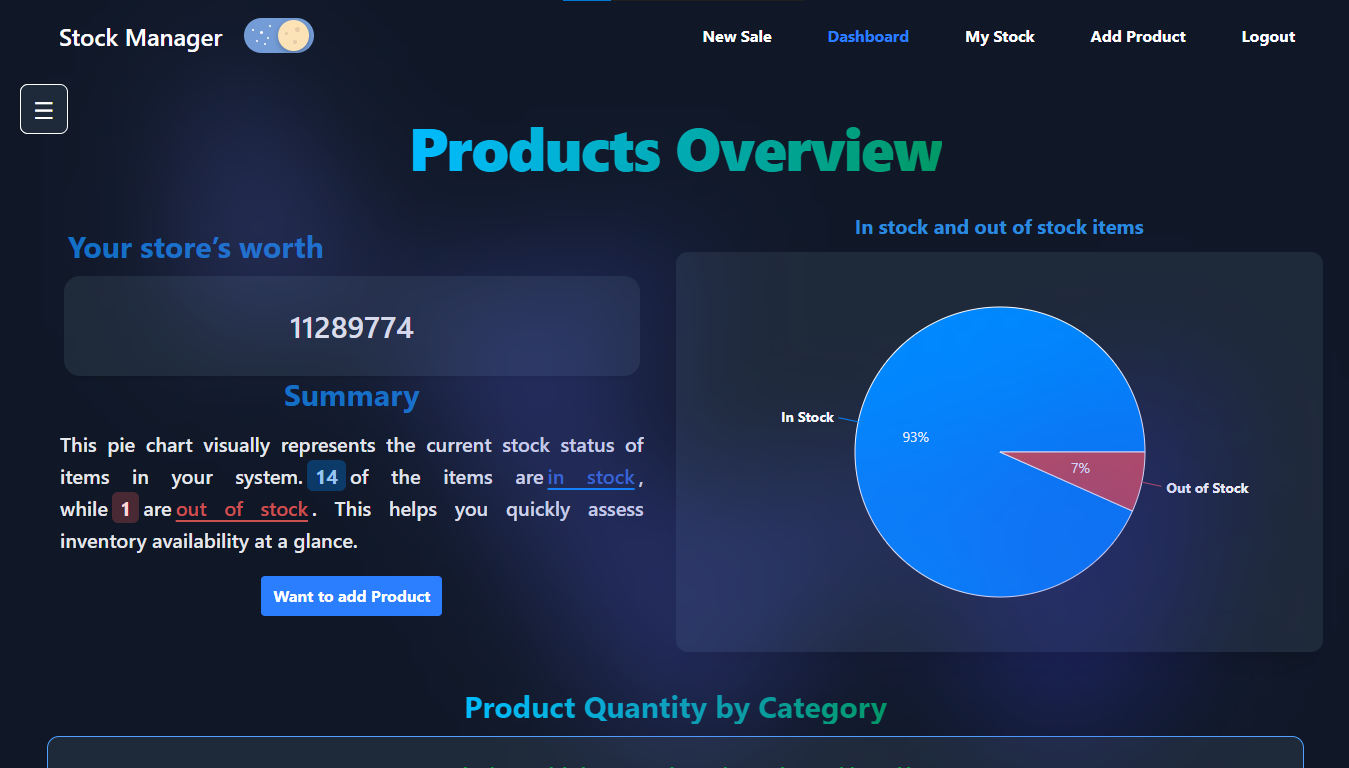 Stock Manager
New Sale
Dashboard
My Stock
Add Product
Logout
Products Overview
Your store’s worth
11289774
Summary
This pie chart visually represents the current stock status of
items in your system. 14 of the items are in stock,
while 1 are out of stock. This helps you quickly assess
inventory availability at a glance.
Want to add Product
In stock and out of stock items
In Stock
93%
7%
Out of Stock
Product Quantity by Category